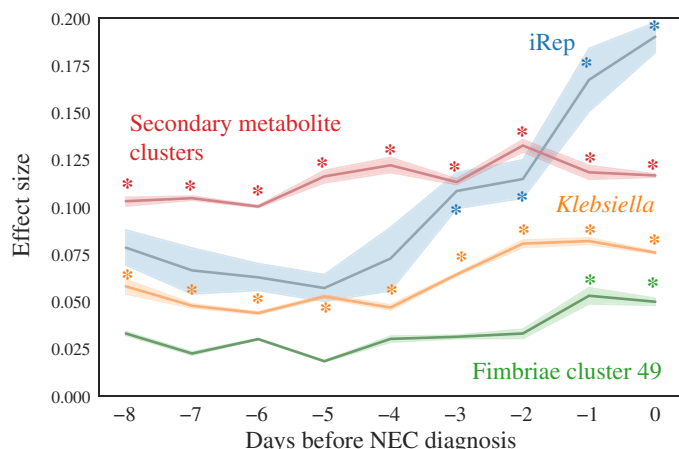 0.200
0.175
0.150
0.125
0.100
0.075
0.050
0.025
0.000
Effect size
iRep
Secondary metabolite
clusters
Klebsiella
Fimbriae cluster 49
−8 −7 −6 −5 −4 −3 −2 −1 0
Days before NEC diagnosis